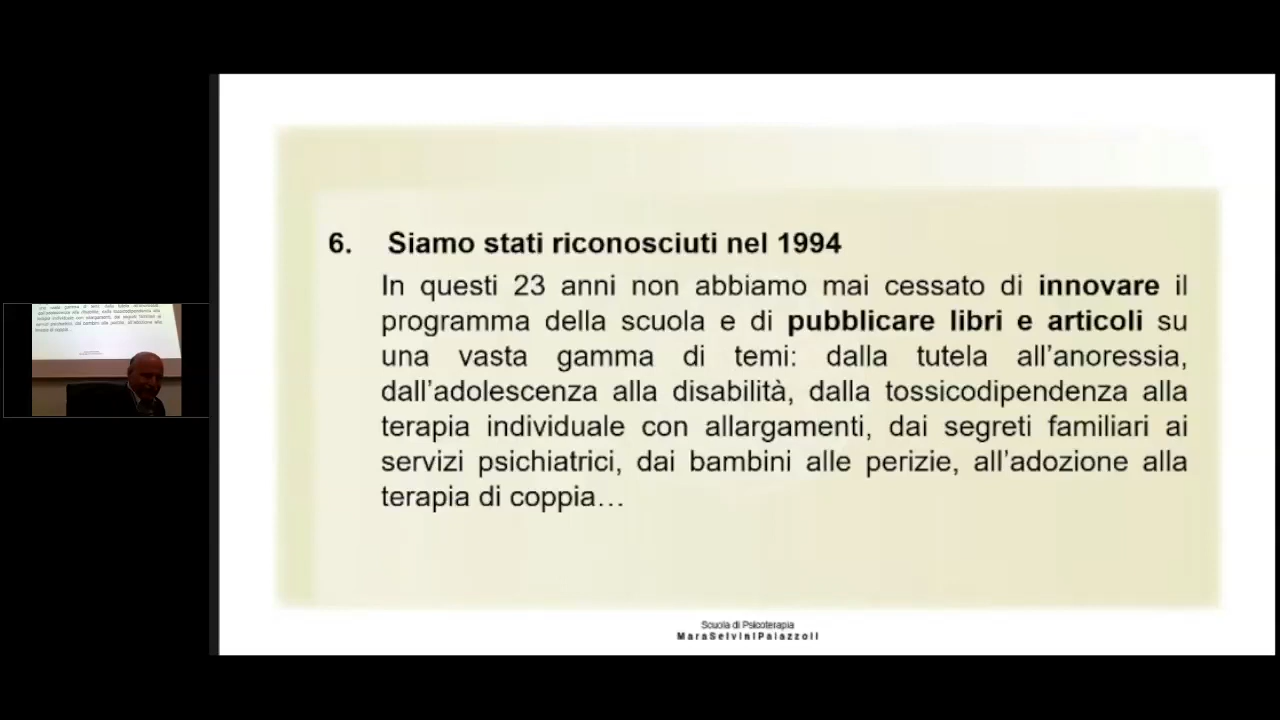 6. Siamo stati riconosciuti nel 1994
In questi 23 anni non abbiamo mai cessato di innovare il
programma della scuola e di pubblicare libri e articoli su
una vasta gamma di temi: dalla tutela all’anoressia,
dall’adolescenza alla disabilità, dalla tossicodipendenza alla
terapia individuale con allargamenti, dai segreti familiari ai
servizi psichiatrici, dai bambini alle perizie, all’adozione alla
terapia di coppia…
Scuola di Psicoterapia
MaraSelviniPalazzoli